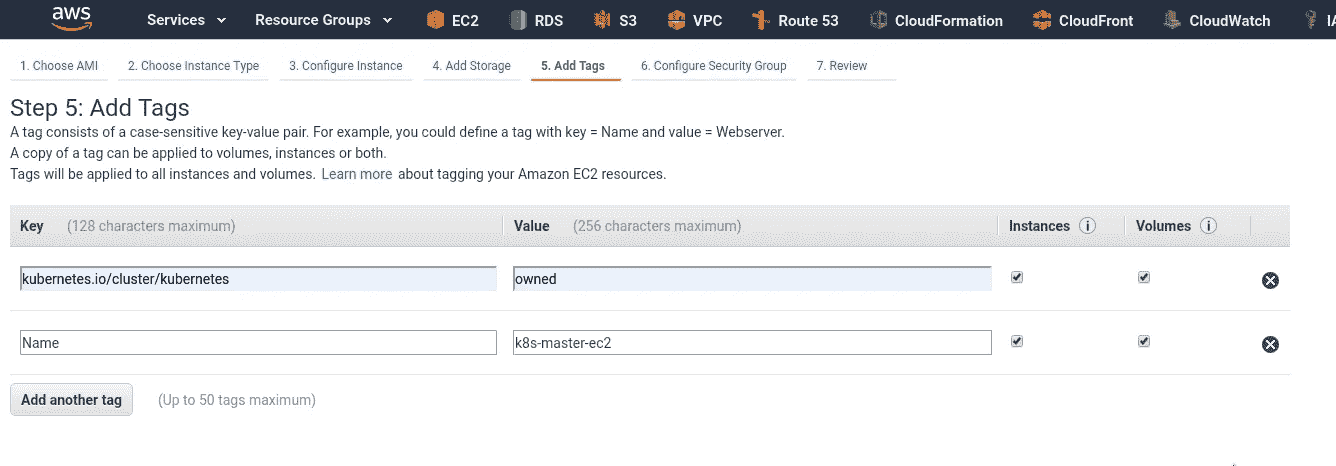 aws Services Resource Groups EC2 RDS S3 VPC Route 53 CloudFormation CloudFront CloudWatch
1. Choose AMI 2. Choose Instance Type 3. Configure Instance 4. Add Storage 5. Add Tags 6. Configure Security Group 7. Review
Step 5: Add Tags
A tag consists of a case-sensitive key-value pair. For example, you could define a tag with key = Name and value = Webserver.
A copy of a tag can be applied to volumes, instances or both.
Tags will be applied to all instances and volumes. Learn more about tagging your Amazon EC2 resources.
Key (128 characters maximum) Value (256 characters maximum) Instances i Volumes i
kubernetes.io/cluster/kubernetes owned
Name k8s-master-ec2
Add another tag (Up to 50 tags maximum)